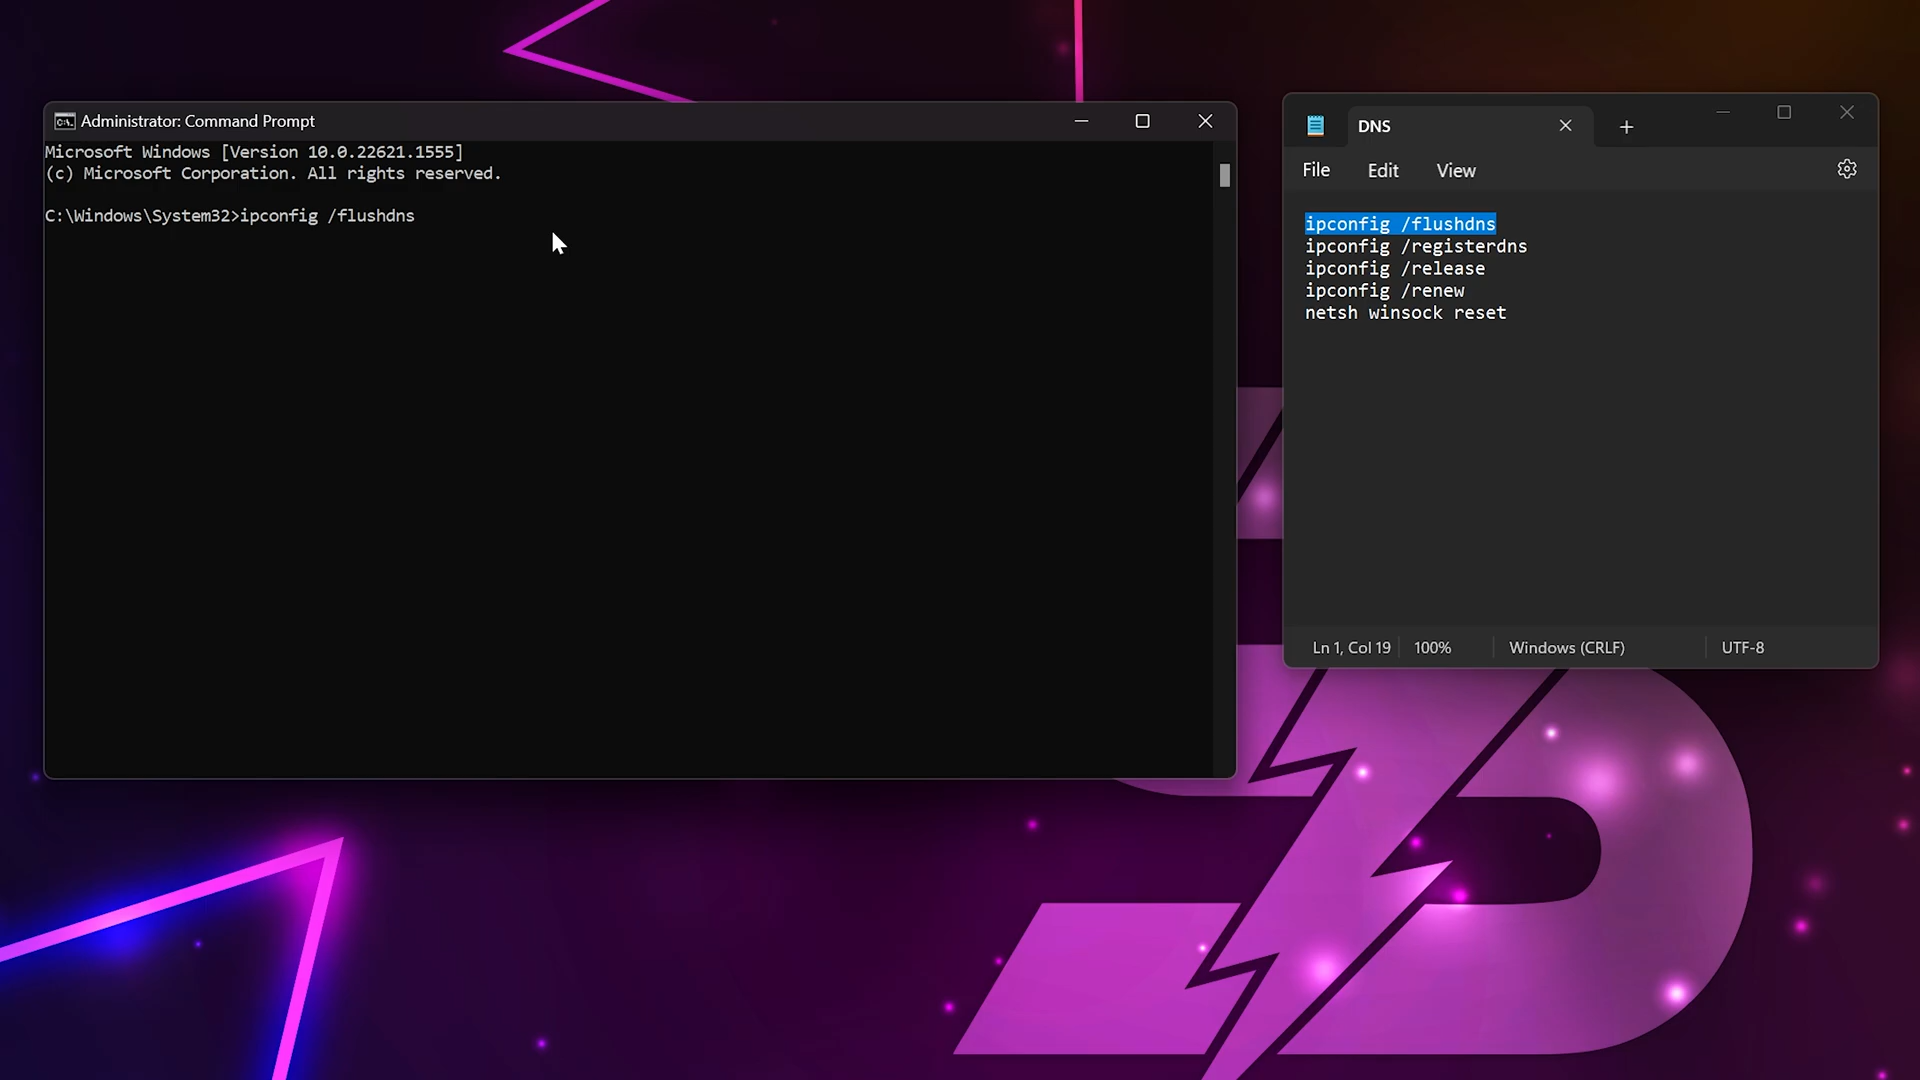 Administrator: Command Prompt
Microsoft Windows [Version 10.0.22621.1555]
(c) Microsoft Corporation. All rights reserved.
C:\Windows\System32>ipconfig /flushdns
DNS
File Edit View
ipconfig /flushdns
ipconfig /registerdns
ipconfig /release
ipconfig /renew
netsh winsock reset
Ln 1, Col 19 100% Windows (CRLF) UTF-8